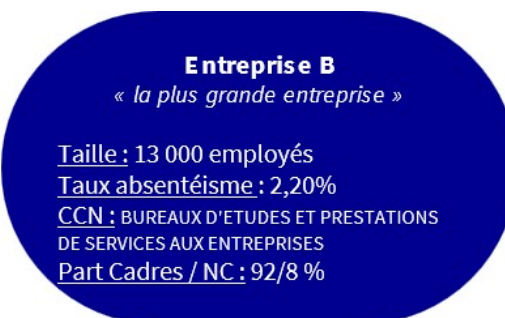 Entreprise B
« la plus grande entreprise »
Taille : 13 000 employés
Taux absentéisme : 2,20%
CCN : BUREAUX D'ETUDES ET PRESTATIONS
DE SERVICES AUX ENTREPRISES
Part Cadres / NC : 92/8 %